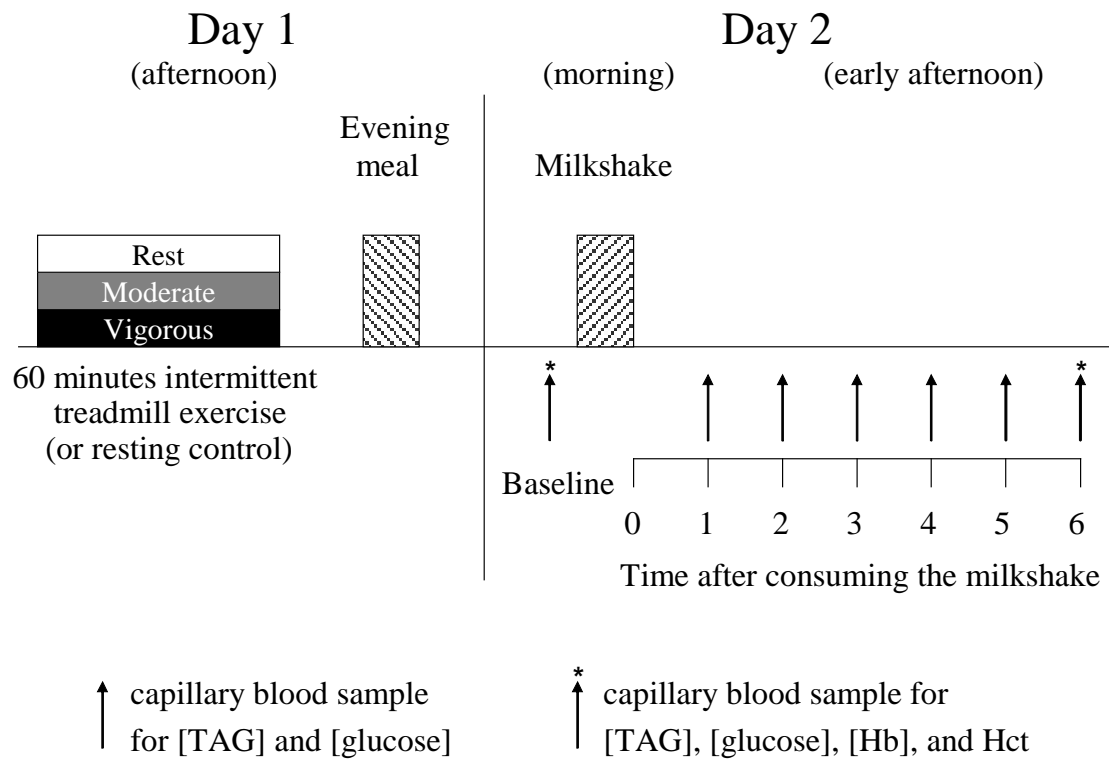 Day 1
(afternoon)
Day 2
(morning)
(early afternoon)
Evening
meal
Milkshake
Rest
Moderate
Vigorous
60 minutes intermittent
treadmill exercise
(or resting control)
*
*
Baseline
0 1 2 3 4 5 6
Time after consuming the milkshake
capillary blood sample
for [TAG] and [glucose]
*
capillary blood sample for
[TAG], [glucose], [Hb], and Hct